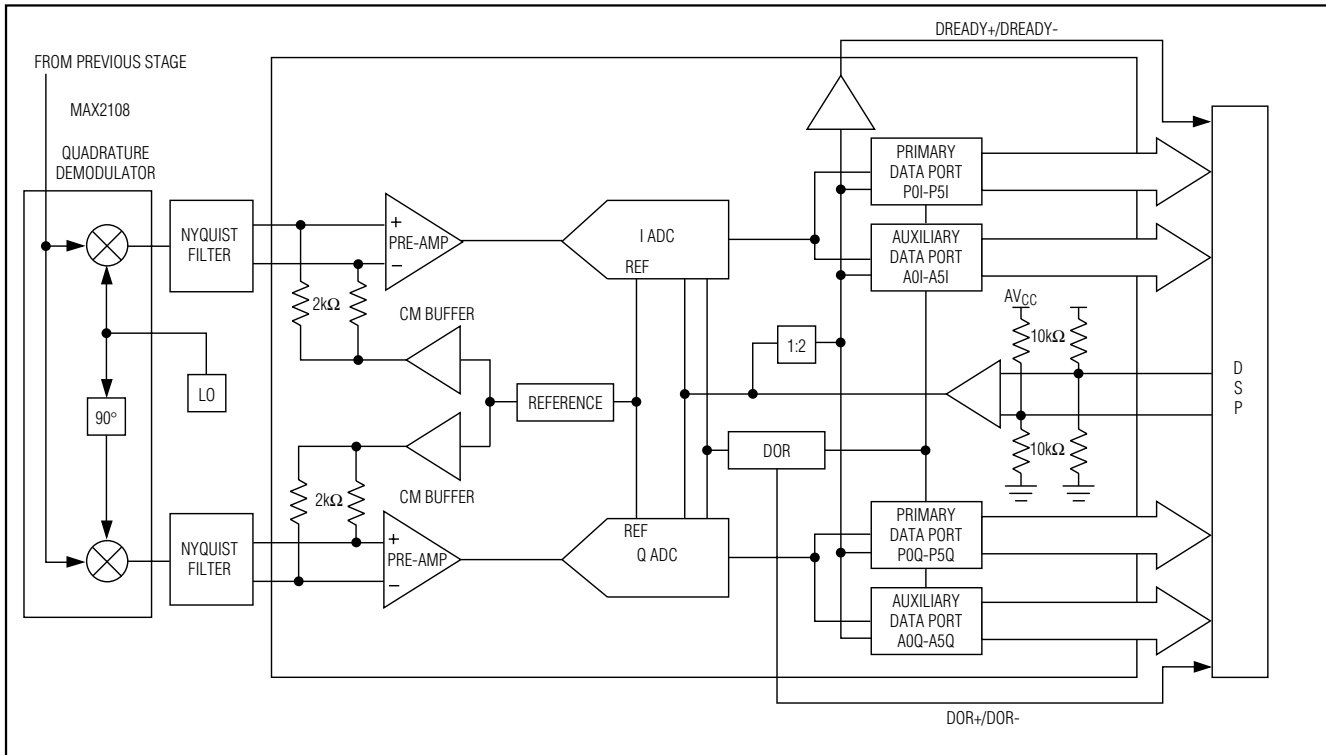 DREADY+/DREADY-
FROM PREVIOUS STAGE
MAX2108
QUADRATURE
DEMODULATOR
NYQUIST
FILTER
+
PRE-AMP
−
2kΩ
CM BUFFER
I ADC
REF
PRIMARY
DATA PORT
P0I-P5I
AUXILIARY
DATA PORT
A0I-A5I
AVCC
10kΩ
1:2
LO
90°
REFERENCE
D
S
P
DOR
10kΩ
CM BUFFER
2kΩ
NYQUIST
FILTER
+
PRE-AMP
−
REF
Q ADC
PRIMARY
DATA PORT
P0Q-P5Q
AUXILIARY
DATA PORT
A0Q-A5Q
DOR+/DOR-